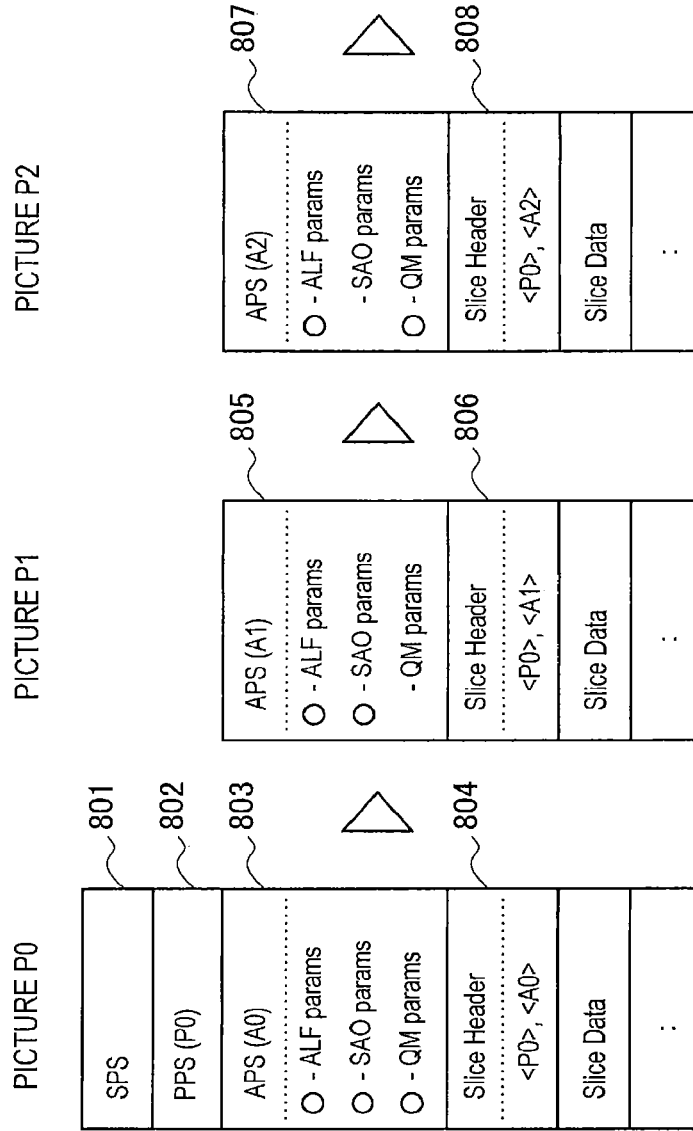 PICTURE P0
SPS
801
PPS (P0)
802
APS (A0)
803
○ - ALF params
○ - SAO params
○ - QM params
Slice Header
804
<P0>, <A0>
Slice Data
:
PICTURE P1
APS (A1)
805
○ - ALF params
○ - SAO params
- QM params
Slice Header
806
<P0>, <A1>
Slice Data
:
PICTURE P2
APS (A2)
807
○ - ALF params
- SAO params
○ - QM params
Slice Header
808
<P0>, <A2>
Slice Data
: